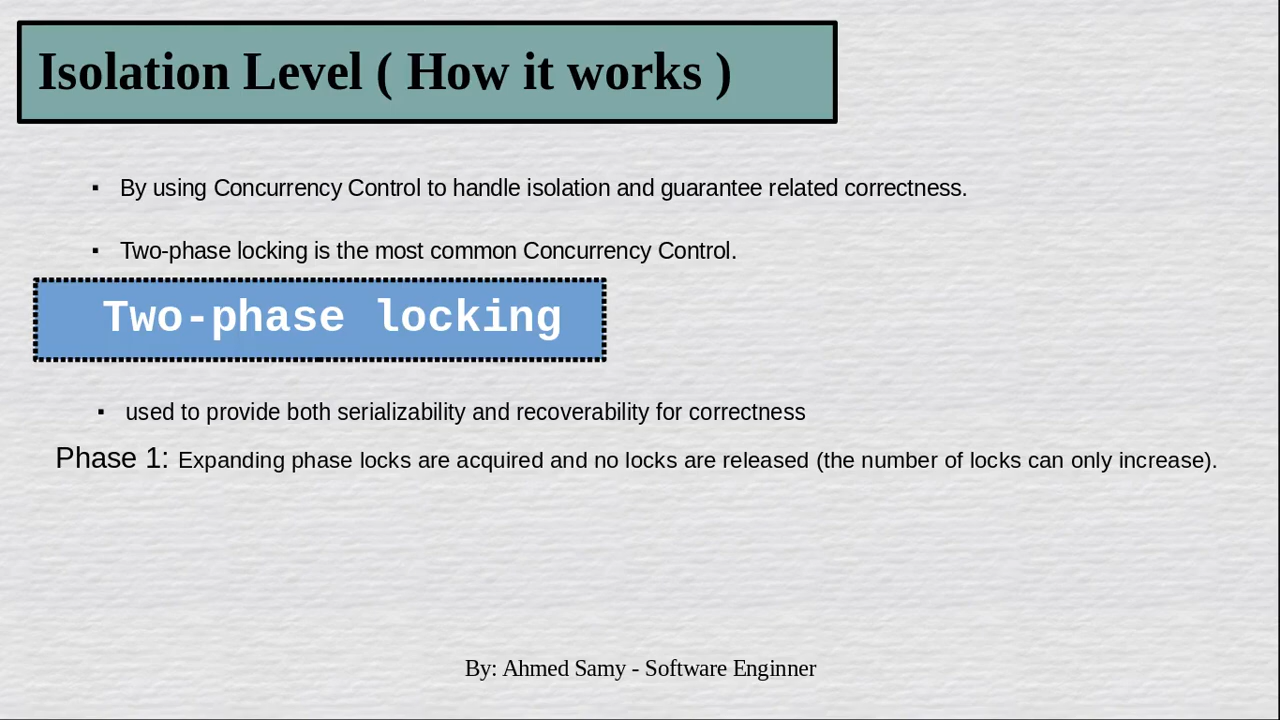 Isolation Level ( How it works )
▪ By using Concurrency Control to handle isolation and guarantee related correctness.
▪ Two-phase locking is the most common Concurrency Control.
Two-phase locking
▪ used to provide both serializability and recoverability for correctness
Phase 1: Expanding phase locks are acquired and no locks are released (the number of locks can only increase).
By: Ahmed Samy - Software Enginner